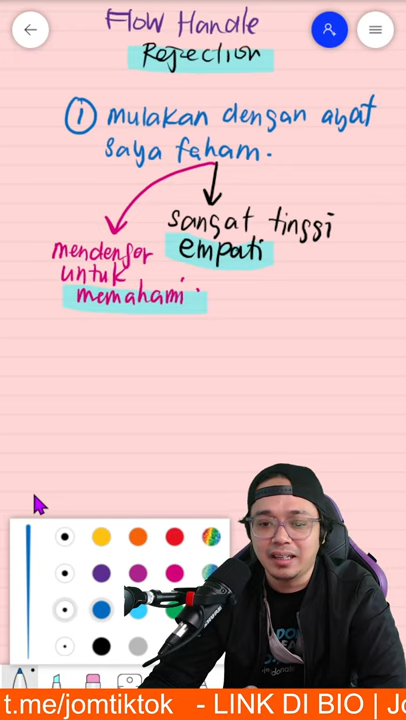 Flow Handle
Rejection
① Mulakan dengan ayat
saya faham.
sangat tinggi
empati
mendengar
untuk
memahami.
t.me/jomtiktok - LINK DI BIO | Jo